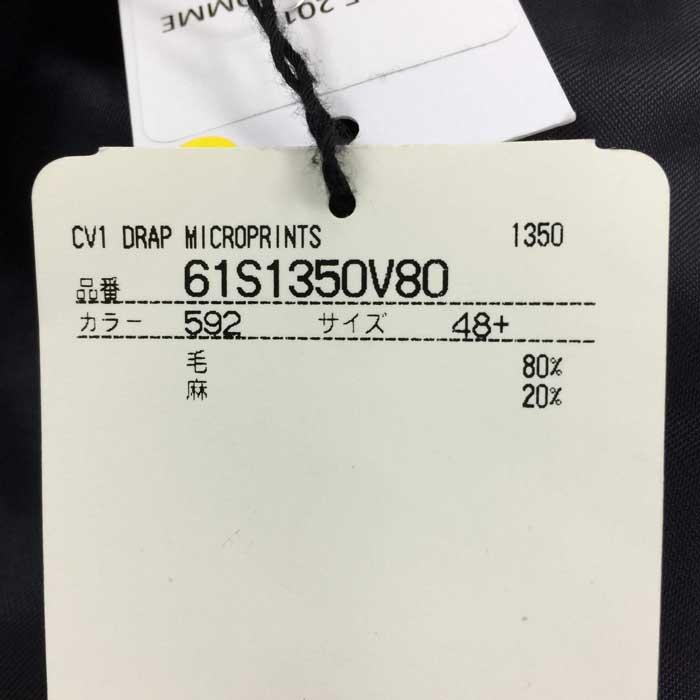 OMME
CV1 DRAP MICROPRINTS 1350
品番 61S1350V80
カラー 592 サイズ 48+
毛 80%
麻 20%